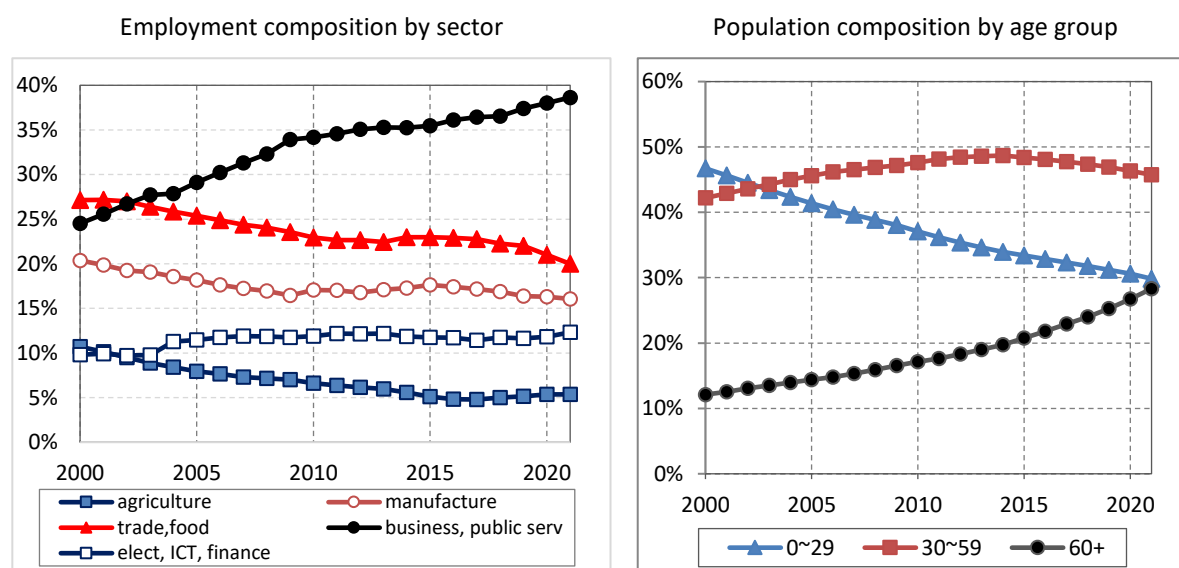 Employment composition by sector
40%
35%
30%
25%
20%
15%
10%
5%
0%
2000 2005 2010 2015 2020
agriculture manufacture
trade,food business, public serv
elect, ICT, finance
Population composition by age group
60%
50%
40%
30%
20%
10%
0%
2000 2005 2010 2015 2020
0~29 30~59 60+